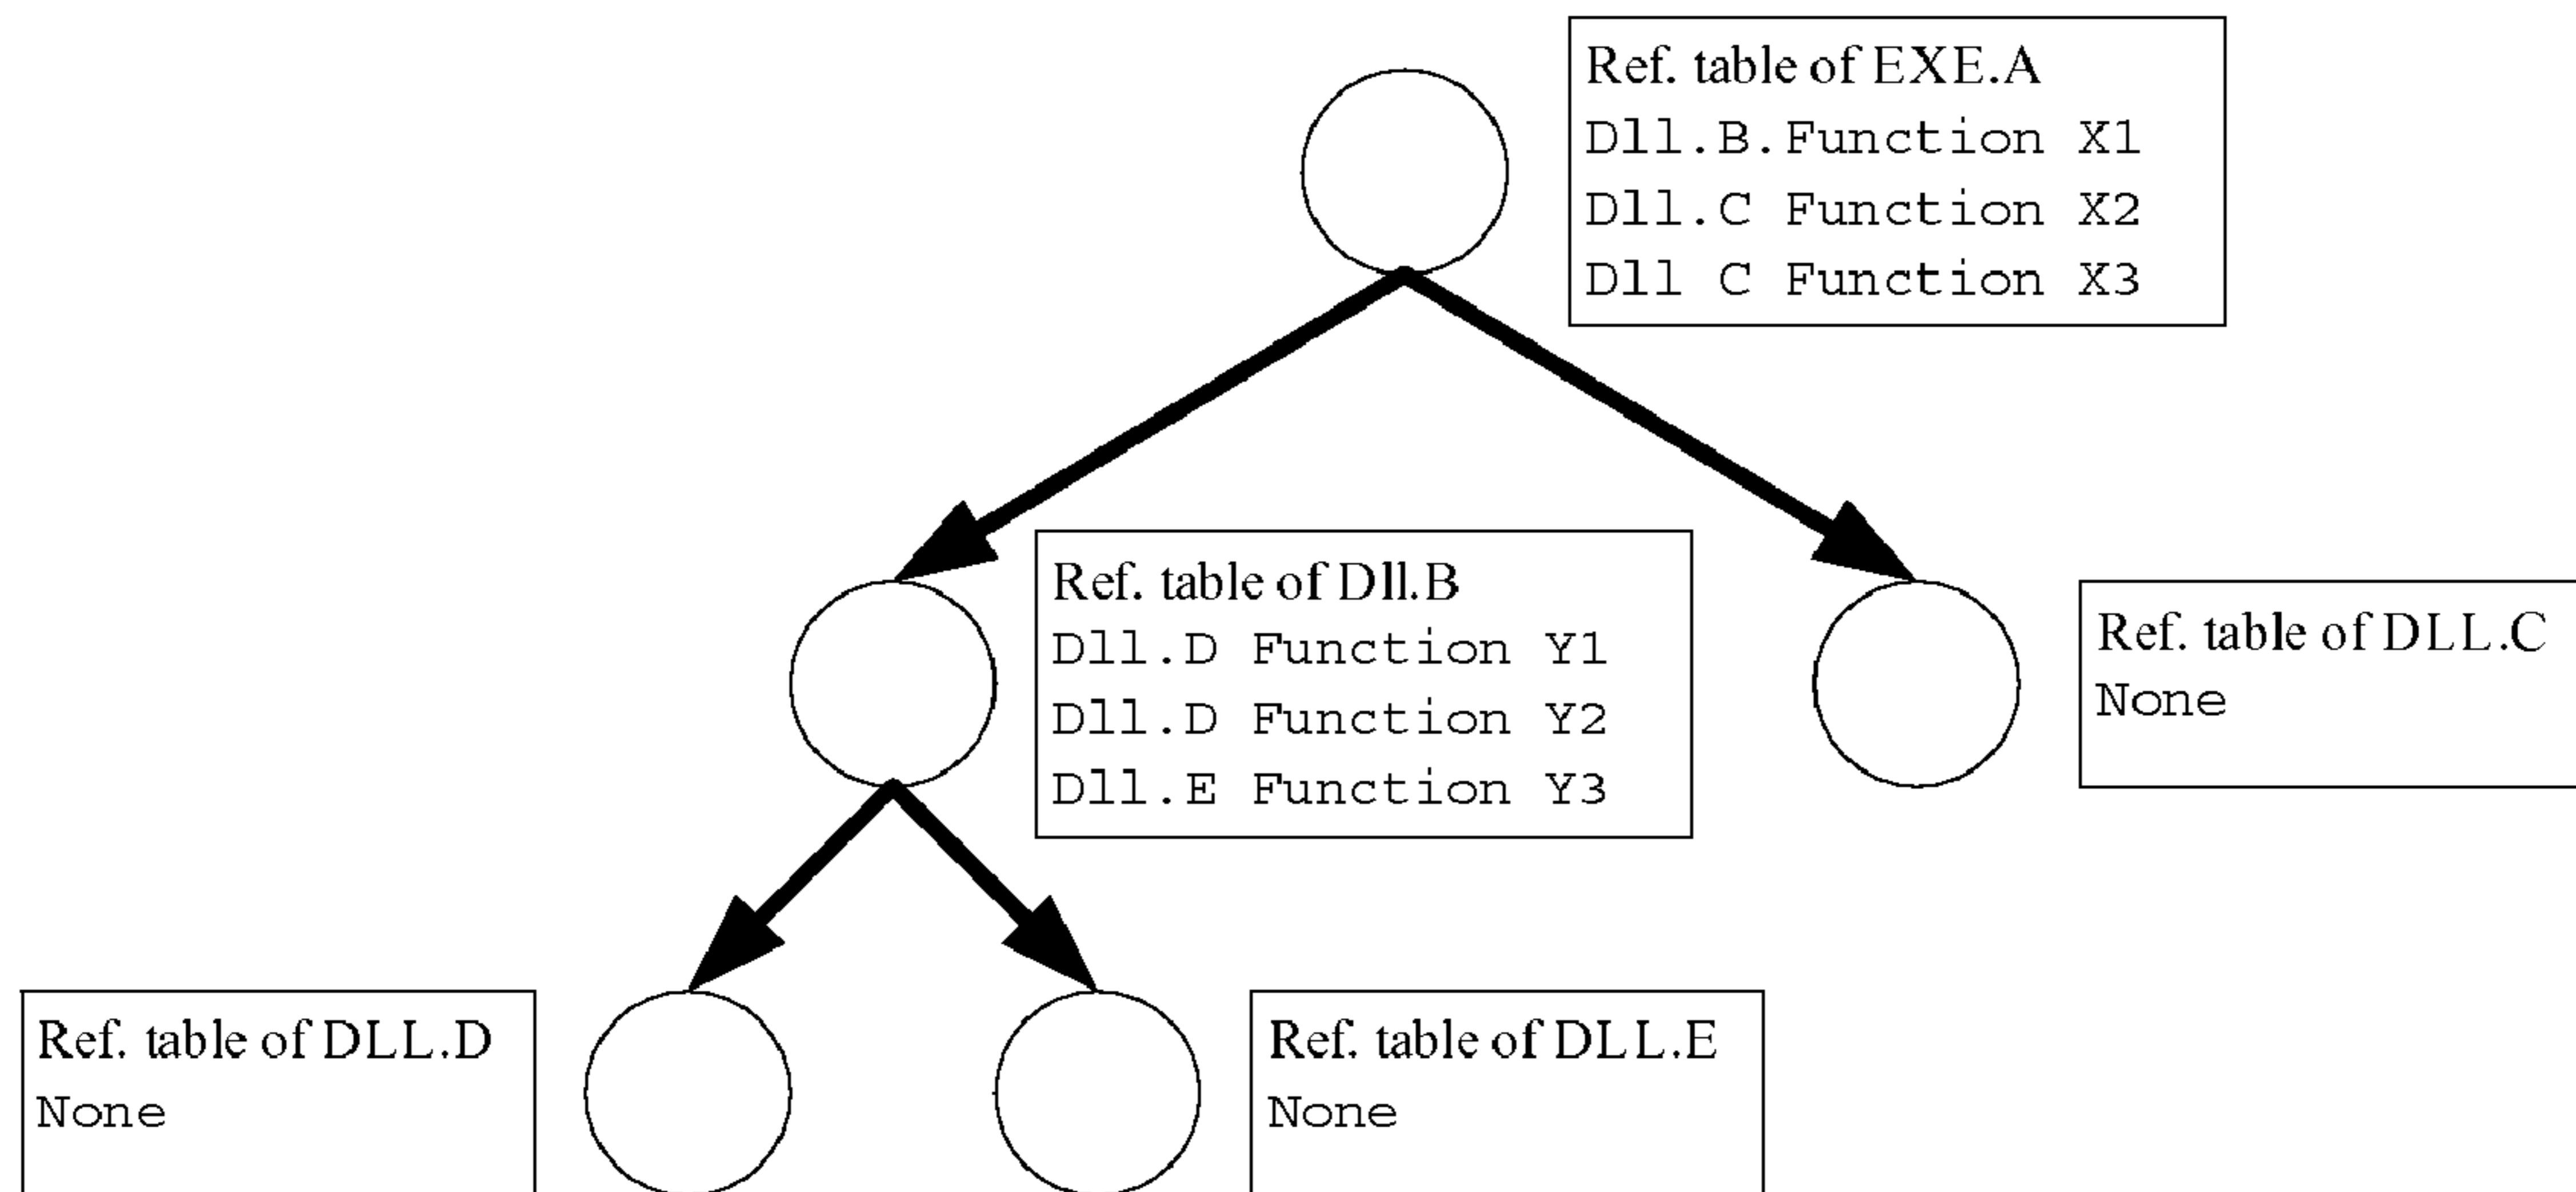 Ref. table of EXE.A
Dll.B.Function X1
Dll.C Function X2
Dll C Function X3
Ref. table of Dll.B
Dll.D Function Y1
Dll.D Function Y2
Dll.E Function Y3
Ref. table of DLL.C
None
Ref. table of DLL.D
None
Ref. table of DLL.E
None